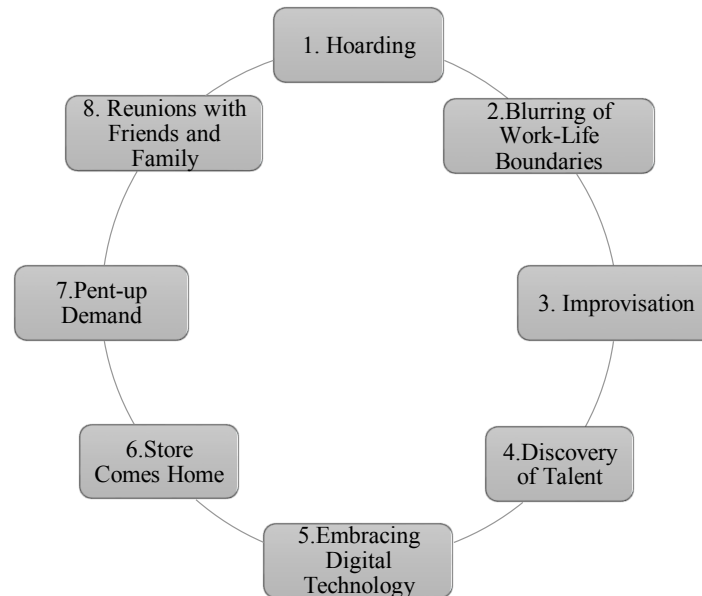 1. Hoarding
2.Blurring of
Work-Life
Boundaries
3. Improvisation
4.Discovery
of Talent
5.Embracing
Digital
Technology
6.Store
Comes Home
7.Pent-up
Demand
8. Reunions with
Friends and
Family